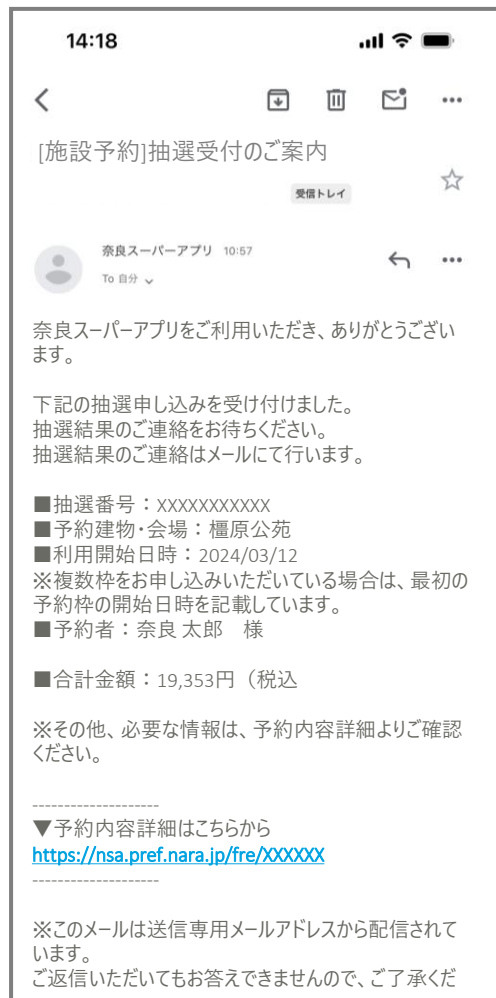 14:18
[施設予約]抽選受付のご案内
受信トレイ
奈良スーパーアプリ 10:57
To 自分
奈良スーパーアプリをご利用いただき、ありがとうござい
ます。
下記の抽選申し込みを受け付けました。
抽選結果のご連絡をお待ちください。
抽選結果のご連絡はメールにて行います。
■抽選番号：XXXXXXXXXXX
■予約建物・会場：橿原公苑
■利用開始日時：2024/03/12
※複数枠をお申し込みいただいている場合は、最初の
予約枠の開始日時を記載しています。
■予約者：奈良 太郎　様
■合計金額：19,353円（税込
※その他、必要な情報は、予約内容詳細よりご確認
ください。
--------------------
▼予約内容詳細はこちらから
https://nsa.pref.nara.jp/fre/XXXXXX
--------------------
※このメールは送信専用メールアドレスから配信されて
います。
ご返信いただいてもお答えできませんので、ご了承くだ